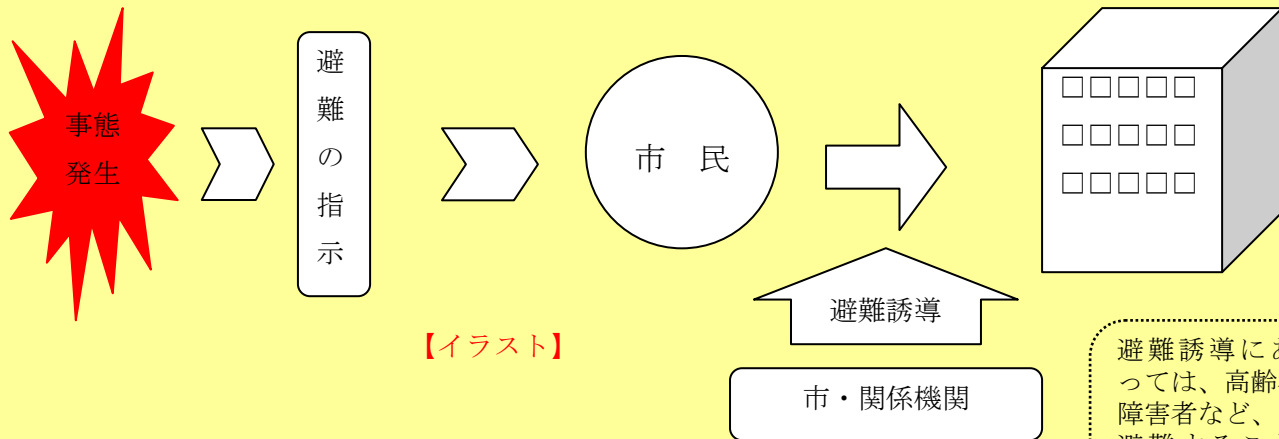 事態
発生
避難の指示
市　民
□□□□□
□□□□□
□□□□□
避難誘導
【イラスト】
市・関係機関
避難誘導にあ
っては、高齢
障害者など、